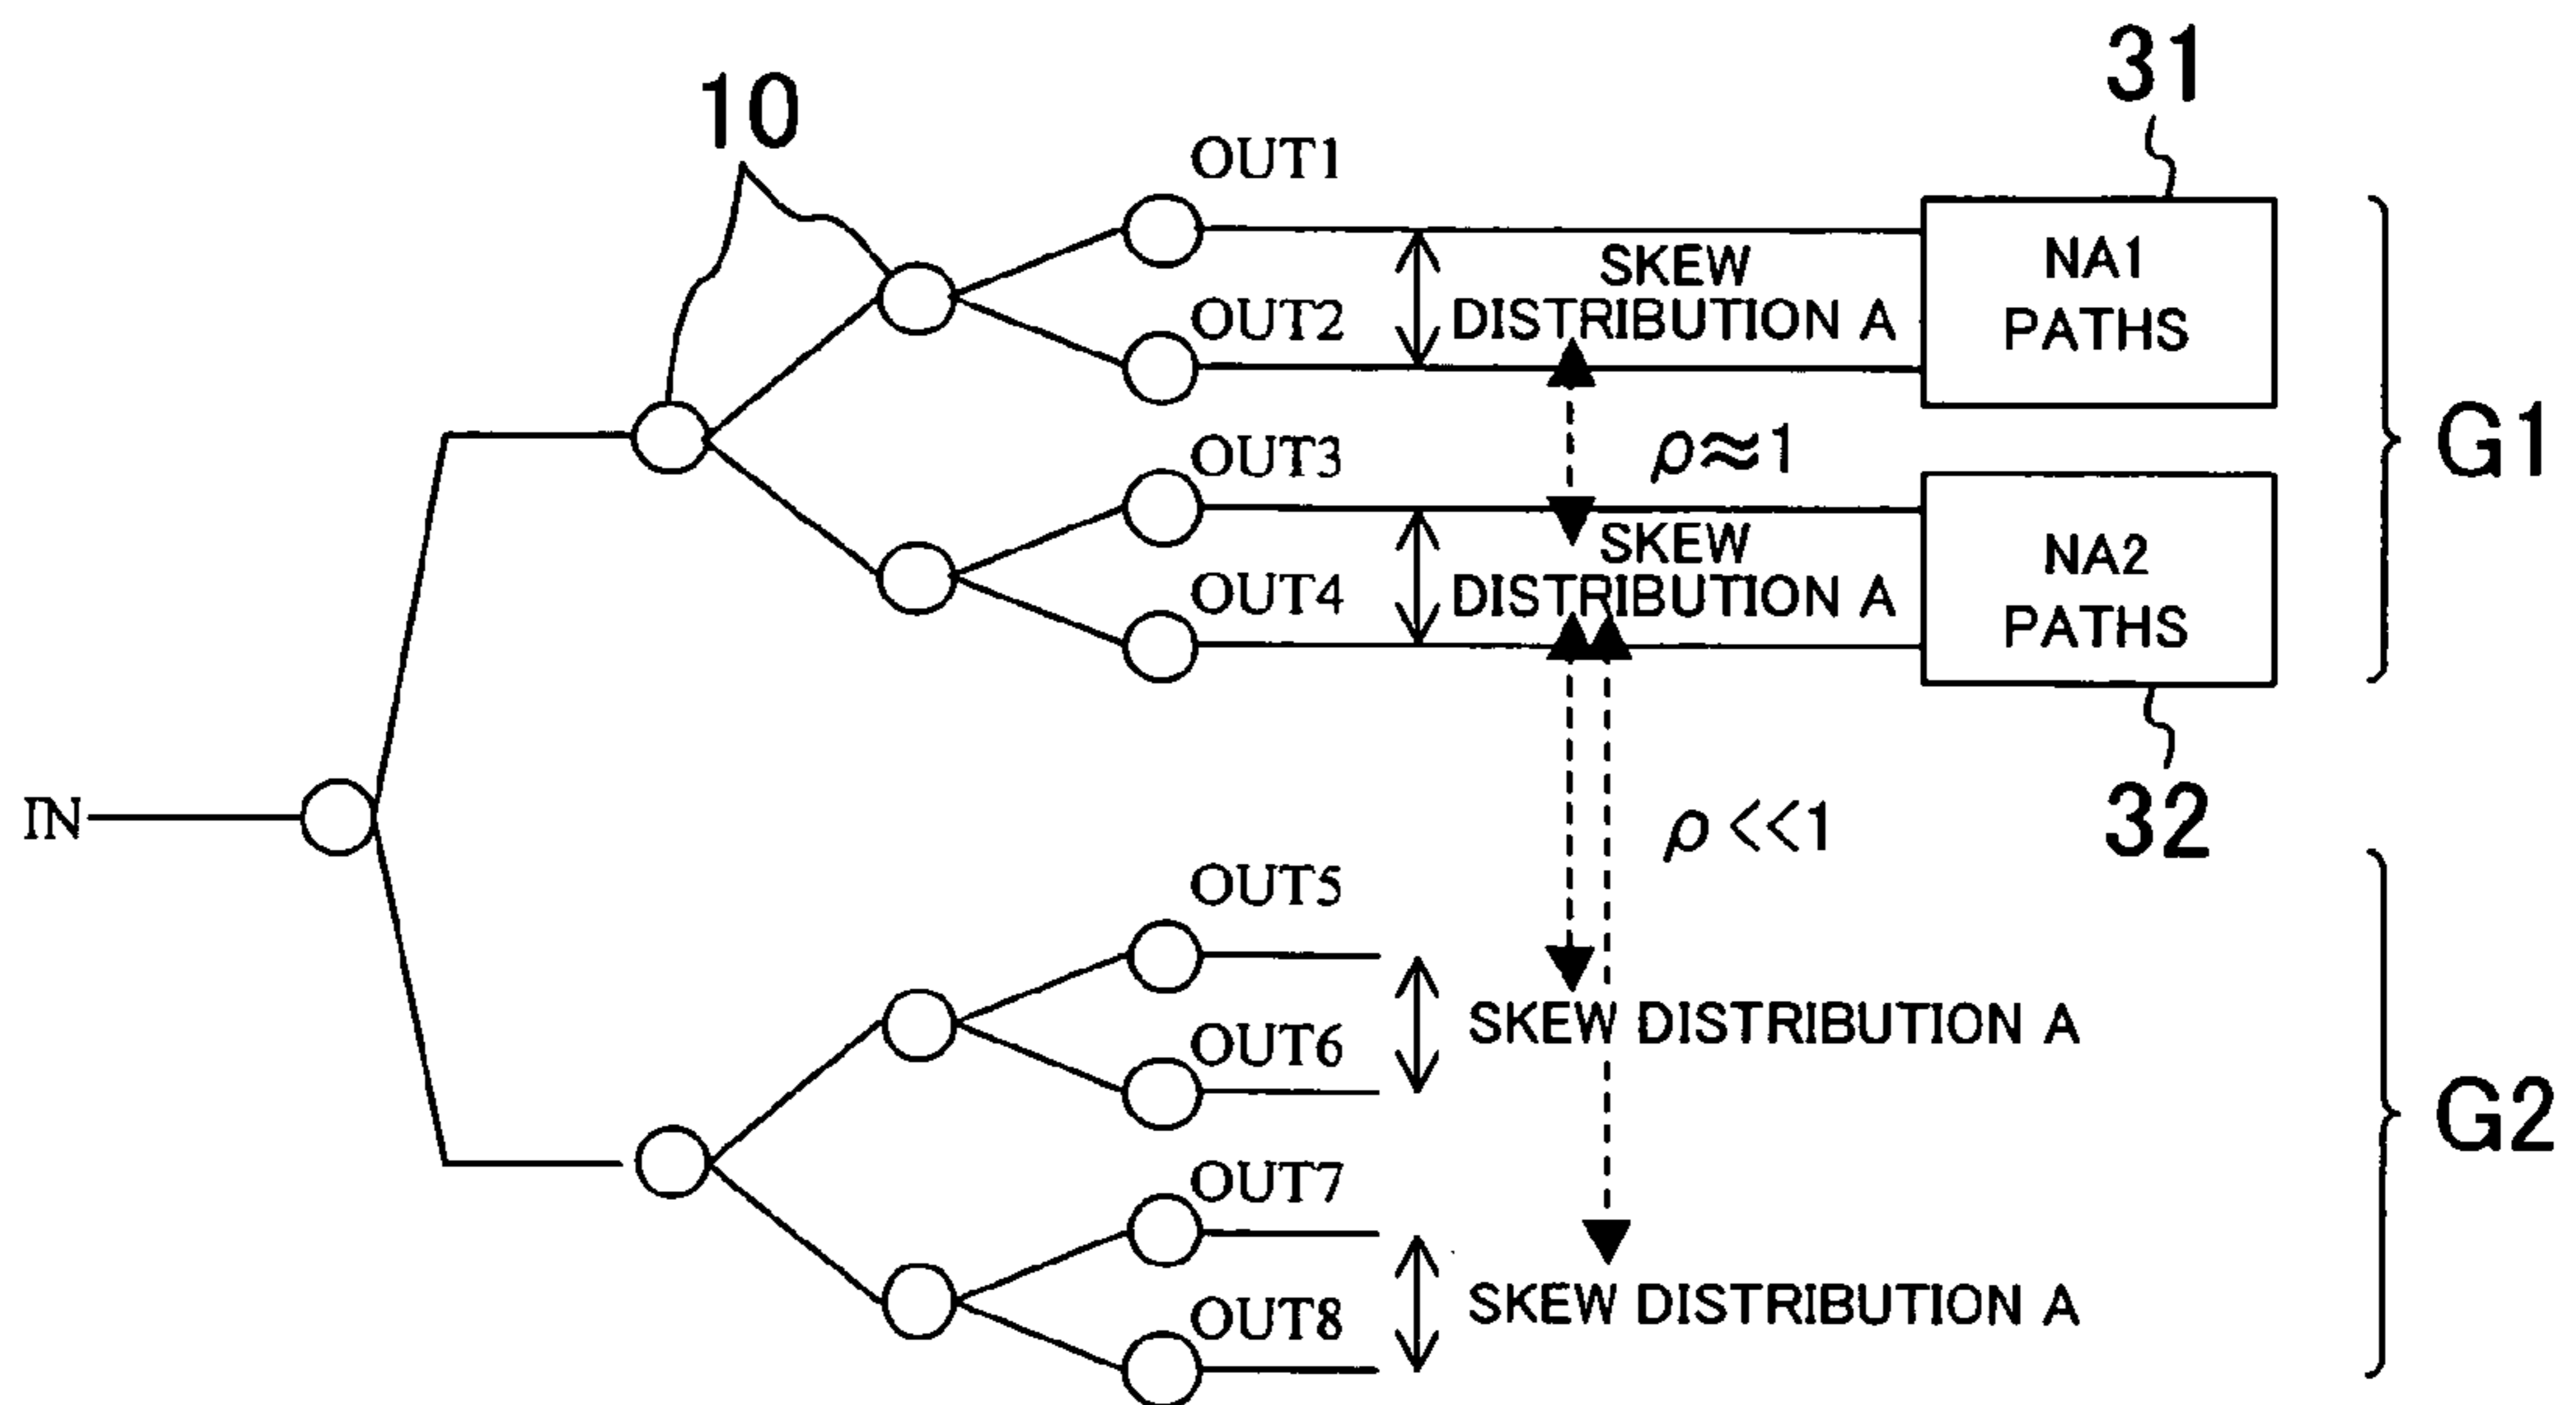 31
10
OUT1
SKEW
DISTRIBUTION A
NA1
PATHS
OUT2
G1
OUT3
ρ≈1
SKEW
DISTRIBUTION A
NA2
PATHS
OUT4
IN
ρ<<1
32
OUT5
SKEW DISTRIBUTION A
OUT6
G2
OUT7
SKEW DISTRIBUTION A
OUT8